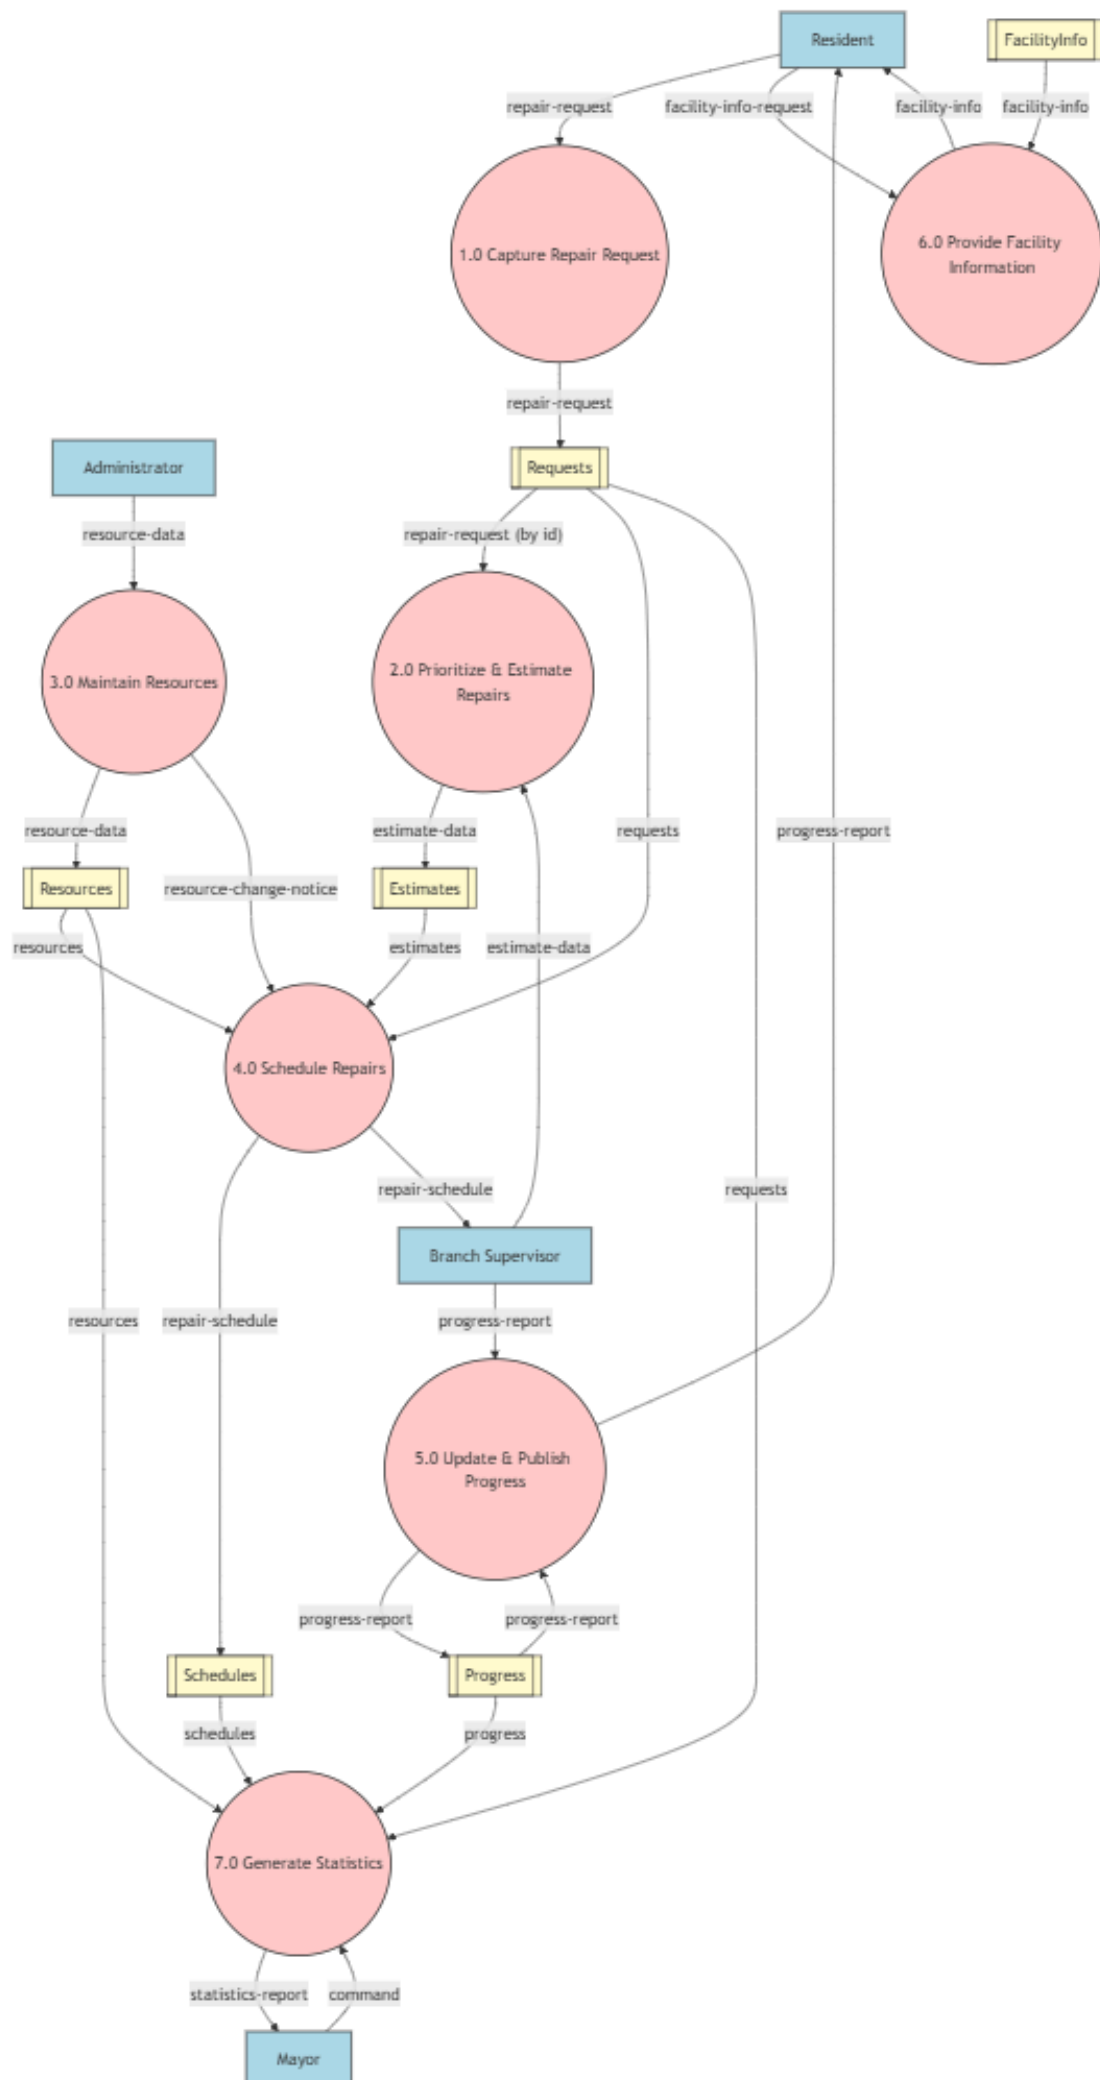 Resident
FacilityInfo
repair-request
facility-info-request
facility-info
facility-info
1.0 Capture Repair Request
6.0 Provide Facility
Information
repair-request
Administrator
Requests
resource-data
repair-request (by id)
3.0 Maintain Resources
2.0 Prioritize & Estimate
Repairs
resource-data
estimate-data
requests
progress-report
Resources
resource-change-notice
Estimates
resources
estimates
estimate-data
4.0 Schedule Repairs
repair-schedule
requests
Branch Supervisor
resources
repair-schedule
progress-report
5.0 Update & Publish
Progress
progress-report
progress-report
Schedules
Progress
schedules
progress
7.0 Generate Statistics
statistics-report
command
Mayor